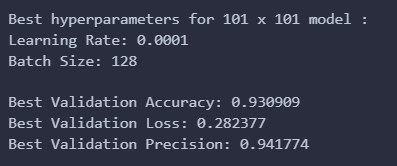 Best hyperparameters for 101 x 101 model :
Learning Rate: 0.0001
Batch Size: 128
Best Validation Accuracy: 0.930909
Best Validation Loss: 0.282377
Best Validation Precision: 0.941774